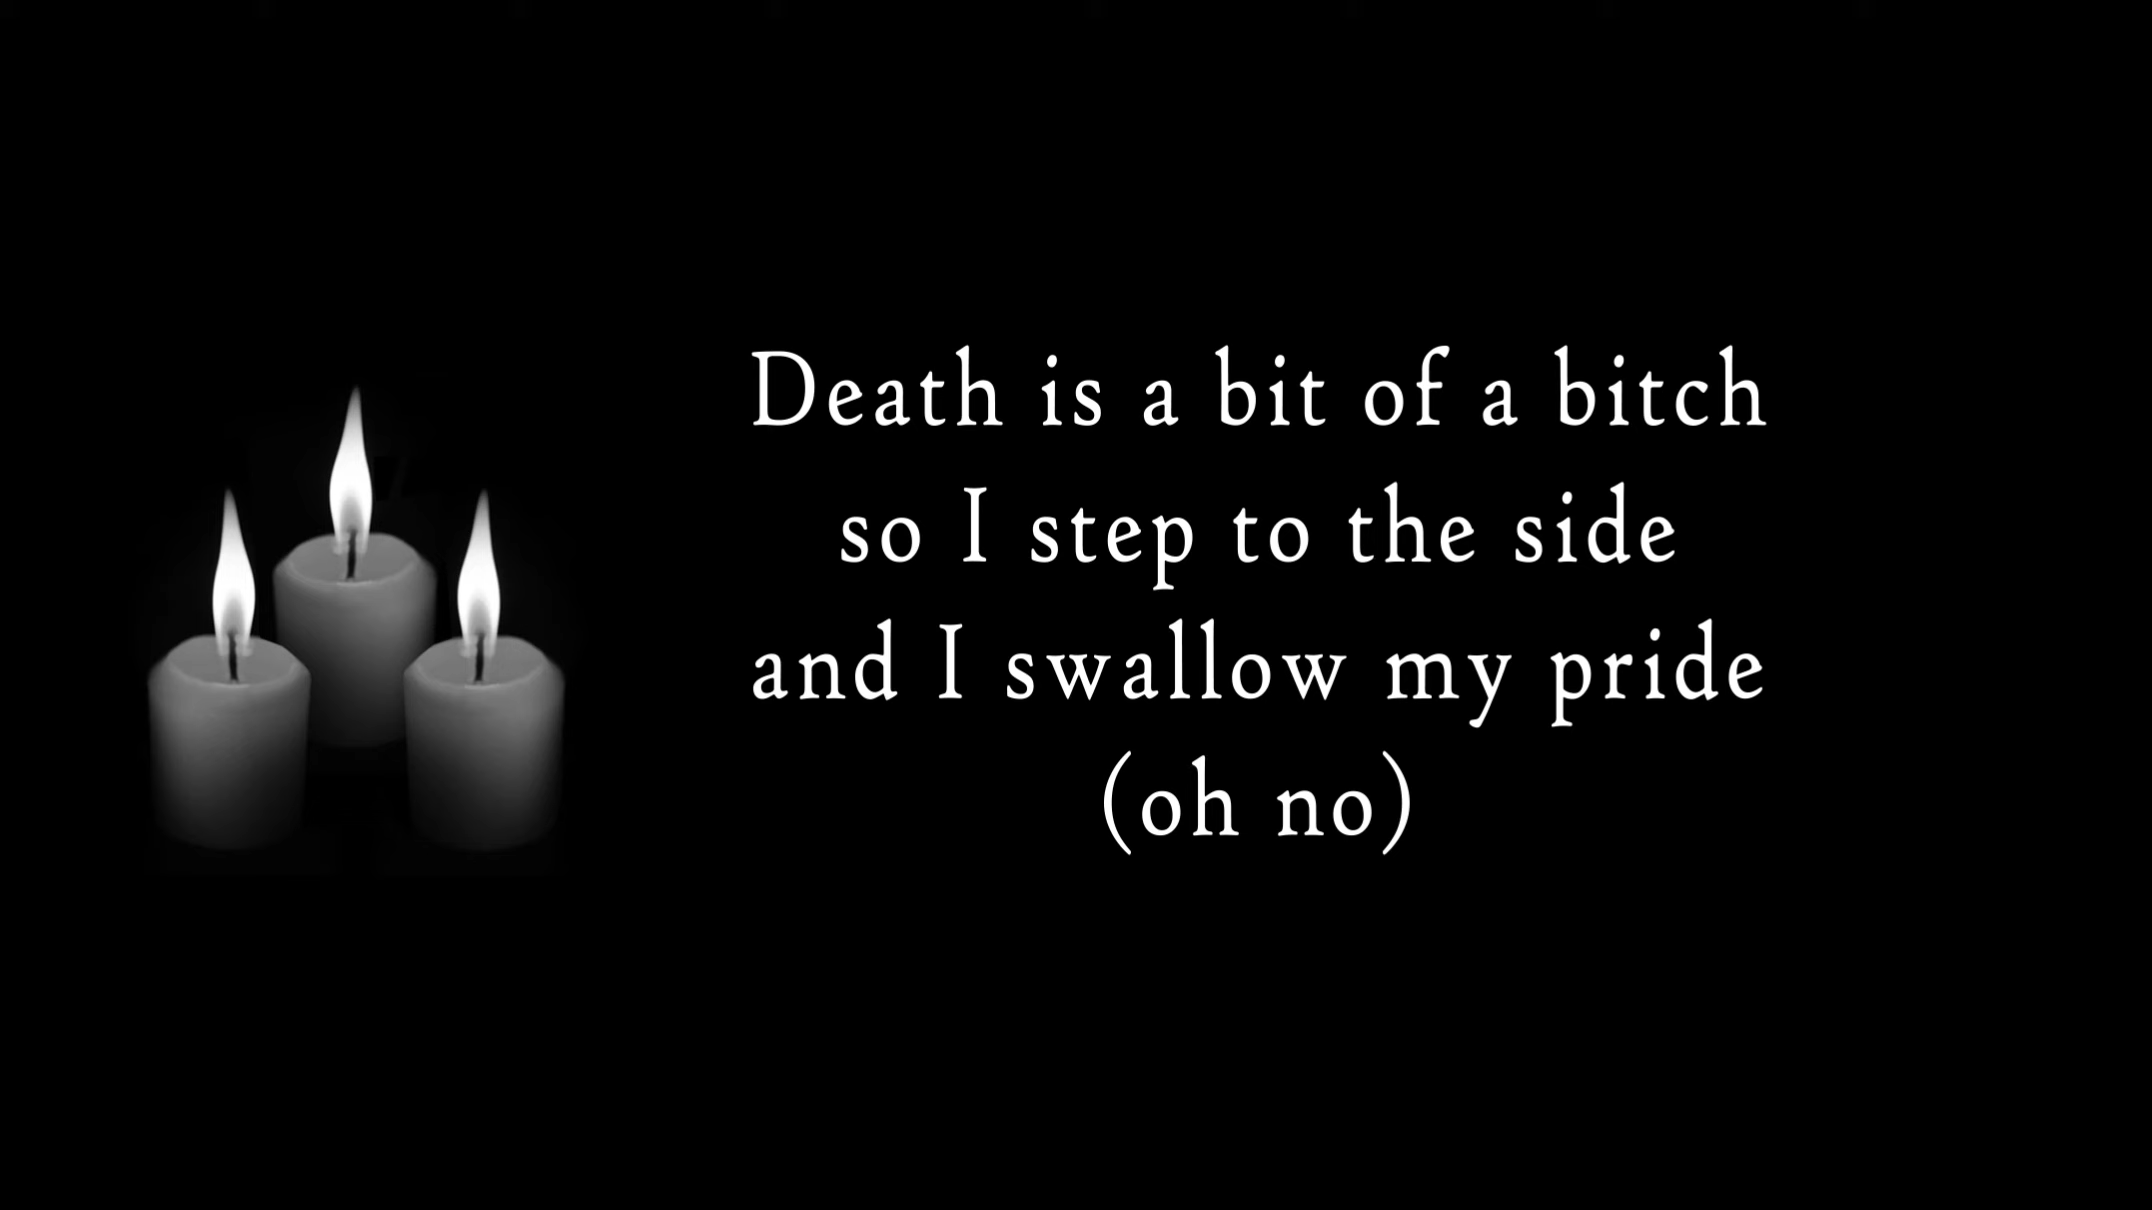 Death is a bit of a bitch
so I step to the side
and I swallow my pride
(oh no)